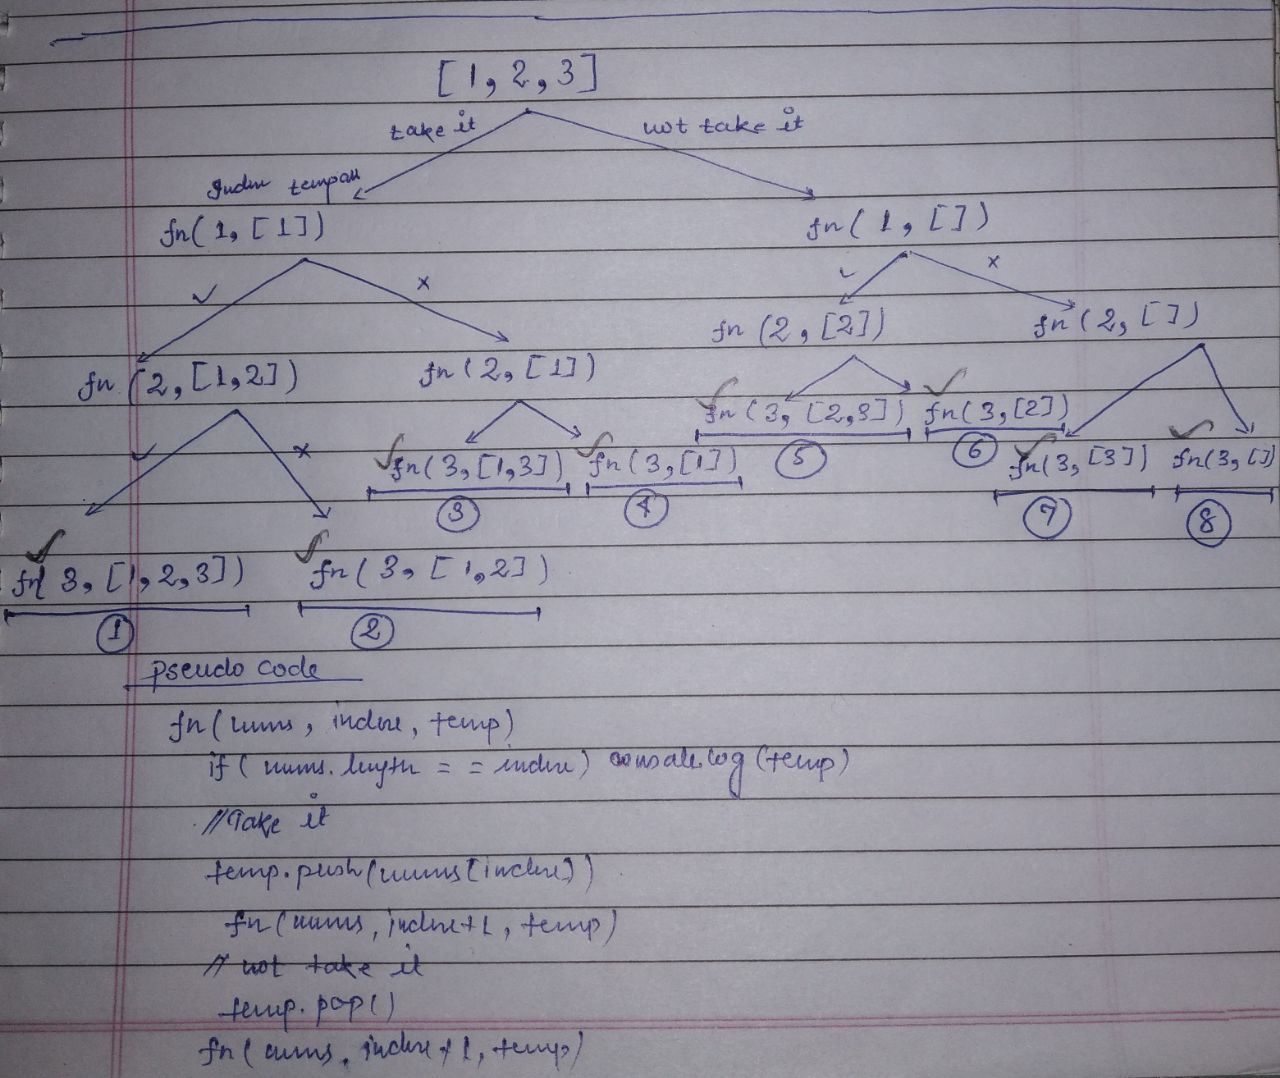 [1,2,3]
take it not take it
Index temparr
fn(1, [1]) fn(1, [])
✓ x ✓ x
fn(2, [2]) fn(2, [])
fn(2, [1,2]) fn(2, [1])
fn(3, [2,3]) fn(3, [2])
✓ x
fn(3, [1,3]) fn(3, [1]) 5 6 fn(3, [3]) fn(3, [])
3 4 7 8
fn(3, [1,2,3]) fn(3, [1,2])
1 2
pseudo code
fn(nums, index, temp)
if(nums.length == index) console.log(temp)
//Take it
temp.push(nums[index])
fn(nums, index+1, temp)
// not take it
temp.pop()
fn(nums, index+1, temp)